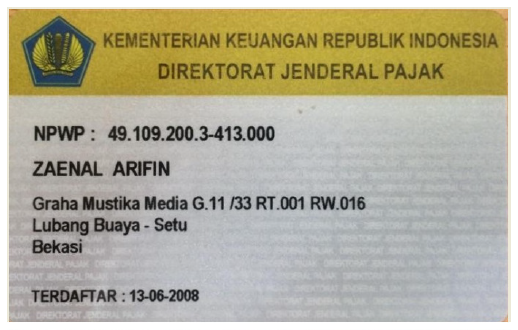 KEMENTERIAN KEUANGAN REPUBLIK INDONESIA
DIREKTORAT JENDERAL PAJAK
NPWP : 49.109.200.3-413.000
ZAENAL ARIFIN
Graha Mustika Media G.11 /33 RT.001 RW.016
Lubang Buaya - Setu
Bekasi
TERDAFTAR : 13-06-2008